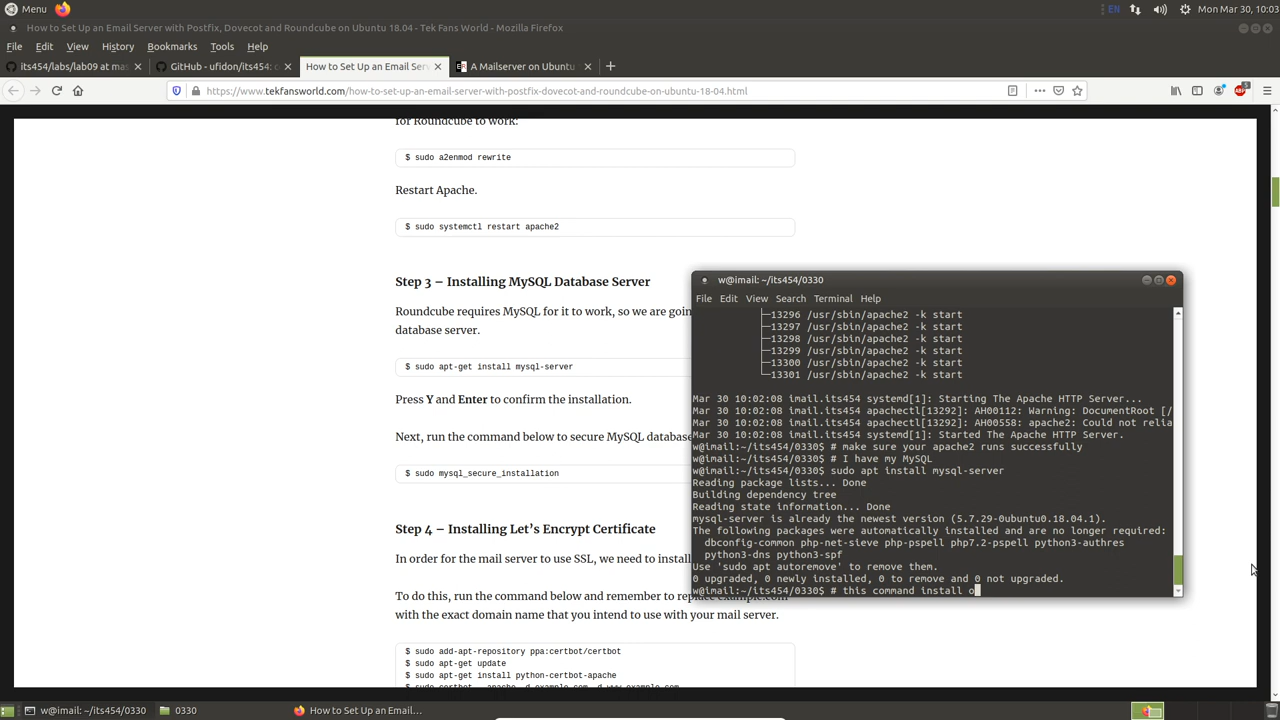 Menu
EN
Mon Mar 30, 10:03
How to Set Up an Email Server with Postfix, Dovecot and Roundcube on Ubuntu 18.04 - Tek Fans World - Mozilla Firefox
File Edit View History Bookmarks Tools Help
its454/labs/lab09 at mas
GitHub - ufidon/its454: c
How to Set Up an Email Serv
A Mailserver on Ubuntu
https://www.tekfansworld.com/how-to-set-up-an-email-server-with-postfix-dovecot-and-roundcube-on-ubuntu-18-04.html
for Roundcube to work:
$ sudo a2enmod rewrite
Restart Apache.
$ sudo systemctl restart apache2
Step 3 – Installing MySQL Database Server
Roundcube requires MySQL for it to work, so we are goin
database server.
$ sudo apt-get install mysql-server
Press Y and Enter to confirm the installation.
Next, run the command below to secure MySQL database
$ sudo mysql_secure_installation
Step 4 – Installing Let’s Encrypt Certificate
In order for the mail server to use SSL, we need to install
To do this, run the command below and remember to replace example.com
with the exact domain name that you intend to use with your mail server.
$ sudo add-apt-repository ppa:certbot/certbot
$ sudo apt-get update
$ sudo apt-get install python-certbot-apache
$ sudo certbot --apache -d example.com -d www.example.com
w@imail: ~/its454/0330
File Edit View Search Terminal Help
├─13296 /usr/sbin/apache2 -k start
├─13297 /usr/sbin/apache2 -k start
├─13298 /usr/sbin/apache2 -k start
├─13299 /usr/sbin/apache2 -k start
├─13300 /usr/sbin/apache2 -k start
└─13301 /usr/sbin/apache2 -k start
Mar 30 10:02:08 imail.its454 systemd[1]: Starting The Apache HTTP Server...
Mar 30 10:02:08 imail.its454 apachectl[13292]: AH00112: Warning: DocumentRoot [/
Mar 30 10:02:08 imail.its454 apachectl[13292]: AH00558: apache2: Could not relia
Mar 30 10:02:08 imail.its454 systemd[1]: Started The Apache HTTP Server.
w@imail:~/its454/0330$ # make sure your apache2 runs successfully
w@imail:~/its454/0330$ # I have my MySQL
w@imail:~/its454/0330$ sudo apt install mysql-server
Reading package lists... Done
Building dependency tree
Reading state information... Done
mysql-server is already the newest version (5.7.29-0ubuntu0.18.04.1).
The following packages were automatically installed and are no longer required:
dbconfig-common php-net-sieve php-pspell php7.2-pspell python3-authres
python3-dns python3-spf
Use 'sudo apt autoremove' to remove them.
0 upgraded, 0 newly installed, 0 to remove and 0 not upgraded.
w@imail:~/its454/0330$ # this command install o
w@imail: ~/its454/0330
0330
How to Set Up an Email...